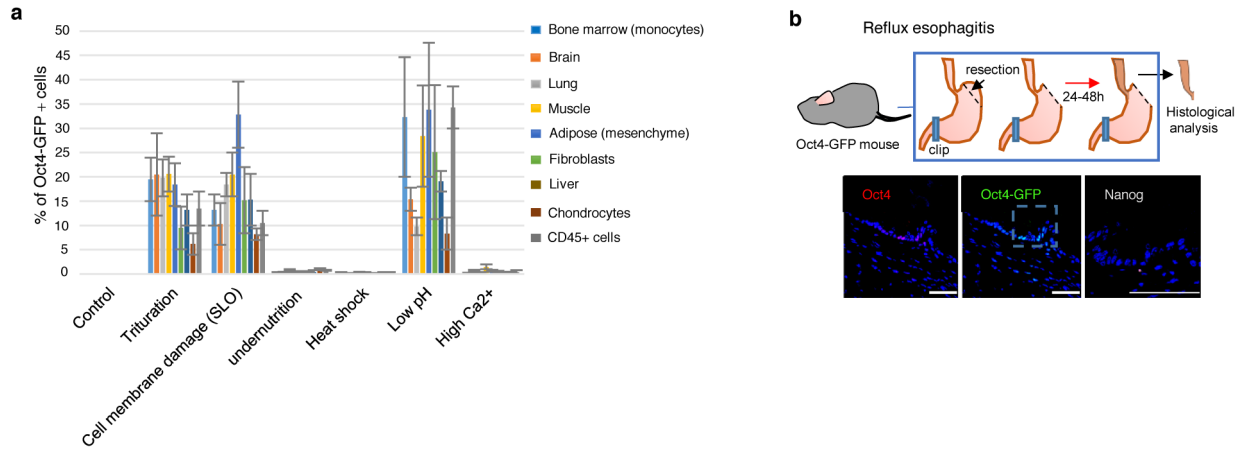 a
% of Oct4-GFP + cells
50
45
40
35
30
25
20
15
10
5
0
Control
Trituration
Cell membrane damage (SLO)
undernutrition
Heat shock
Low pH
High Ca2+
Bone marrow (monocytes)
Brain
Lung
Muscle
Adipose (mesenchyme)
Fibroblasts
Liver
Chondrocytes
CD45+ cells
b
Reflux esophagitis
resection
24-48h
Oct4-GFP mouse
clip
Histological
analysis
Oct4
Oct4-GFP
Nanog